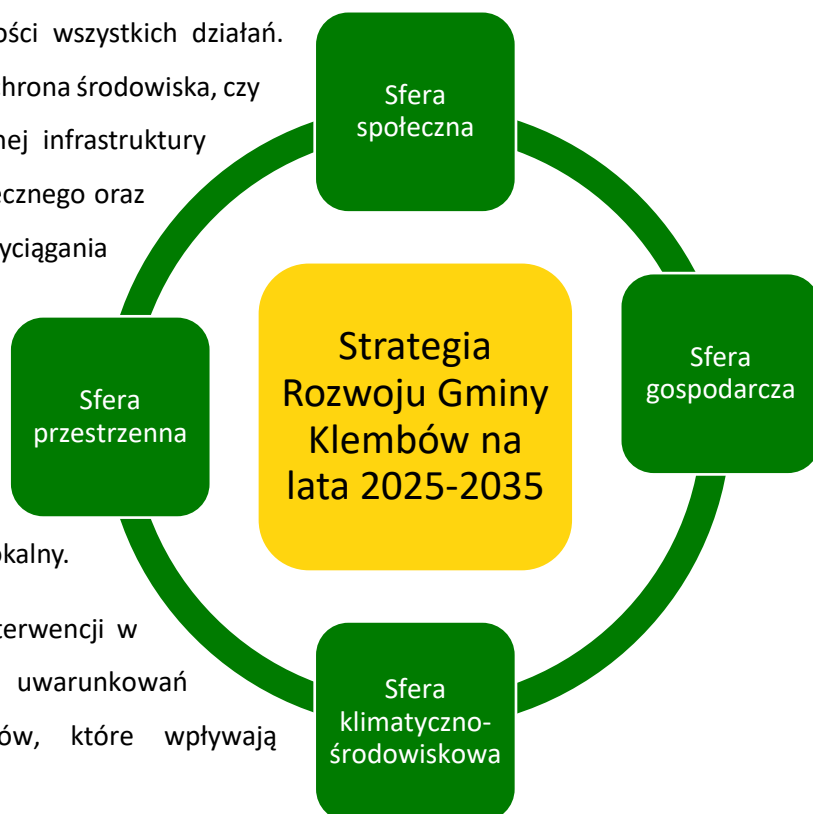 ości wszystkich działań.
chrona środowiska, czy
nej infrastruktury
ecznego oraz
yciągania
okalny.
terwencji w
uwarunkowań
ów, które wpływają
Sfera
społeczna
Sfera
przestrzenna
Strategia
Rozwoju Gminy
Klembów na
lata 2025-2035
Sfera
gospodarcza
Sfera
klimatyczno-
środowiskowa